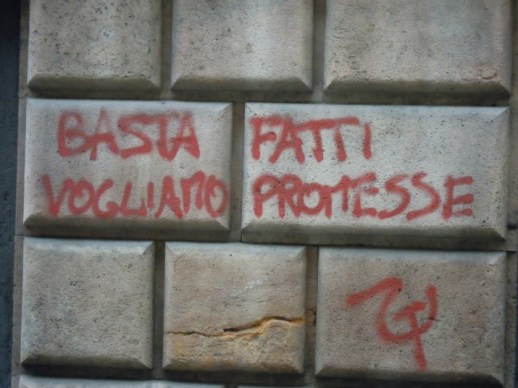 BASTA FATTI
VOGLIAMO PROMESSE